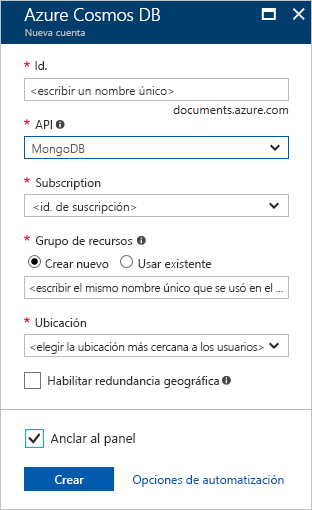 Azure Cosmos DB
Nueva cuenta
* Id.
<escribir un nombre único>
documents.azure.com
* API
MongoDB
* Subscription
<id. de suscripción>
* Grupo de recursos
Crear nuevo Usar existente
<escribir el mismo nombre único que se usó en el ...
* Ubicación
<elegir la ubicación más cercana a los usuarios>
Habilitar redundancia geográfica
Anclar al panel
Crear Opciones de automatización